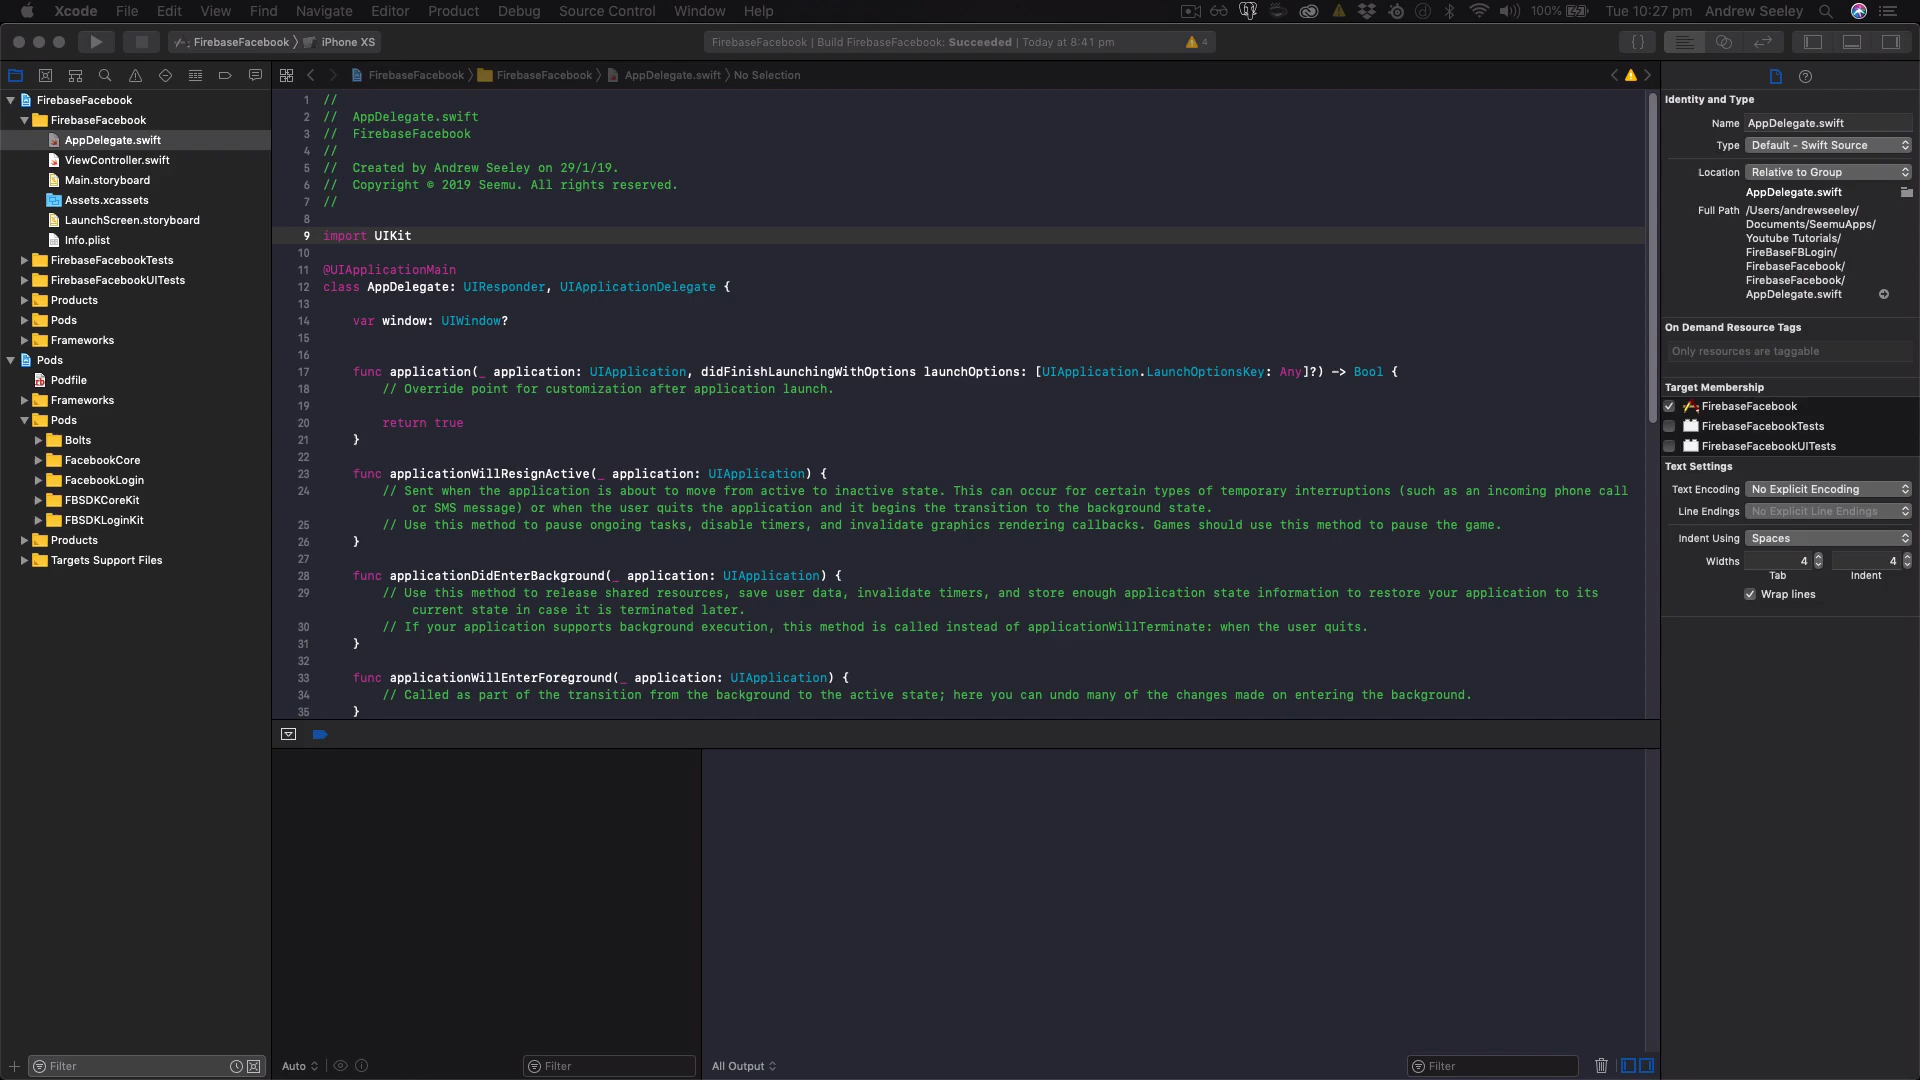 Xcode File Edit View Find Navigate Editor Product Debug Source Control Window Help 100% Tue 10:27 pm Andrew Seeley
FirebaseFacebook iPhone XS
FirebaseFacebook | Build FirebaseFacebook: Succeeded | Today at 8:41 pm 4
FirebaseFacebook FirebaseFacebook AppDelegate.swift No Selection
FirebaseFacebook
FirebaseFacebook
AppDelegate.swift
ViewController.swift
Main.storyboard
Assets.xcassets
LaunchScreen.storyboard
Info.plist
FirebaseFacebookTests
FirebaseFacebookUITests
Products
Pods
Frameworks
Pods
Podfile
Frameworks
Pods
Bolts
FacebookCore
FacebookLogin
FBSDKCoreKit
FBSDKLoginKit
Products
Targets Support Files
Filter
1 //
2 // AppDelegate.swift
3 // FirebaseFacebook
4 //
5 // Created by Andrew Seeley on 29/1/19.
6 // Copyright © 2019 Seemu. All rights reserved.
7 //
8
9 import UIKit
10
11 @UIApplicationMain
12 class AppDelegate: UIResponder, UIApplicationDelegate {
13
14 var window: UIWindow?
15
16
17 func application(_ application: UIApplication, didFinishLaunchingWithOptions launchOptions: [UIApplication.LaunchOptionsKey: Any]?) -> Bool {
18 // Override point for customization after application launch.
19
20 return true
21 }
22
23 func applicationWillResignActive(_ application: UIApplication) {
24 // Sent when the application is about to move from active to inactive state. This can occur for certain types of temporary interruptions (such as an incoming phone call
or SMS message) or when the user quits the application and it begins the transition to the background state.
25 // Use this method to pause ongoing tasks, disable timers, and invalidate graphics rendering callbacks. Games should use this method to pause the game.
26 }
27
28 func applicationDidEnterBackground(_ application: UIApplication) {
29 // Use this method to release shared resources, save user data, invalidate timers, and store enough application state information to restore your application to its
current state in case it is terminated later.
30 // If your application supports background execution, this method is called instead of applicationWillTerminate: when the user quits.
31 }
32
33 func applicationWillEnterForeground(_ application: UIApplication) {
34 // Called as part of the transition from the background to the active state; here you can undo many of the changes made on entering the background.
35 }
Auto
Filter
All Output
Filter
Identity and Type
Name AppDelegate.swift
Type Default - Swift Source
Location Relative to Group
AppDelegate.swift
Full Path /Users/andrewseeley/
Documents/SeemuApps/
Youtube Tutorials/
FireBaseFBLogin/
FirebaseFacebook/
FirebaseFacebook/
AppDelegate.swift
On Demand Resource Tags
Only resources are taggable
Target Membership
FirebaseFacebook
FirebaseFacebookTests
FirebaseFacebookUITests
Text Settings
Text Encoding No Explicit Encoding
Line Endings No Explicit Line Endings
Indent Using Spaces
Widths 4 4
Tab Indent
Wrap lines